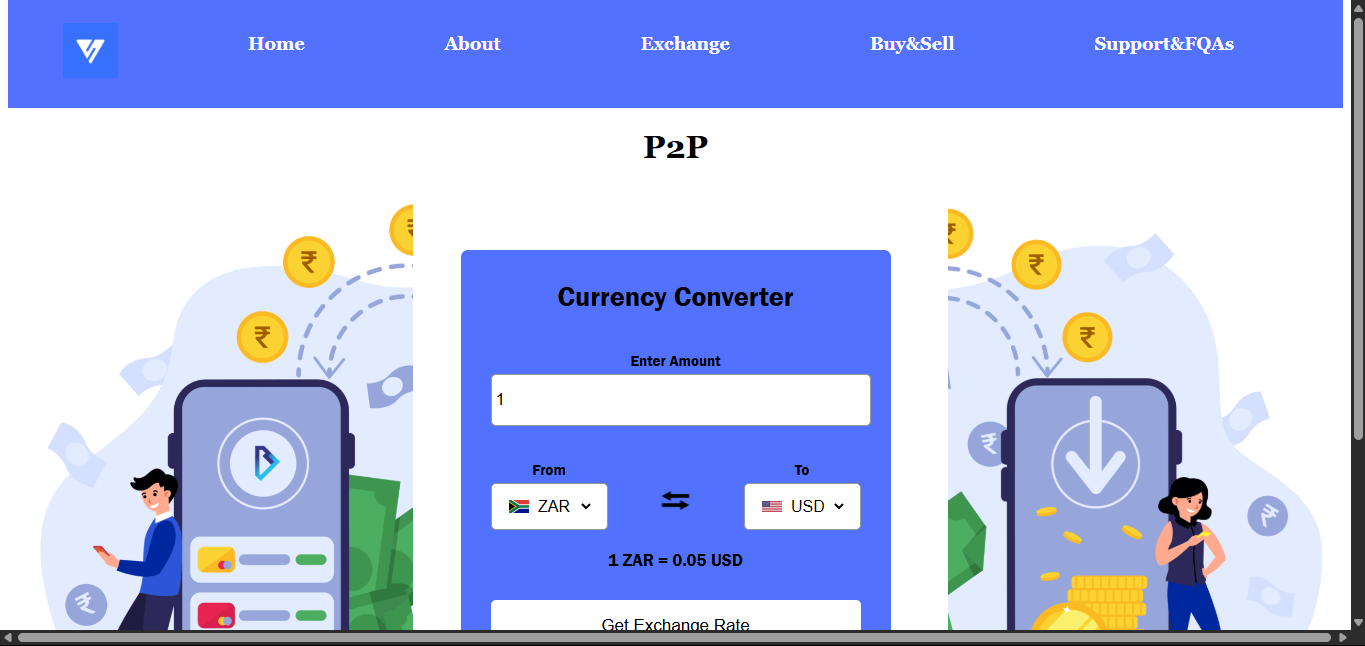 Home About Exchange Buy&Sell Support&FQAs
P2P
Currency Converter
Enter Amount
1
From To
ZAR USD
1 ZAR = 0.05 USD
Get Exchange Rate